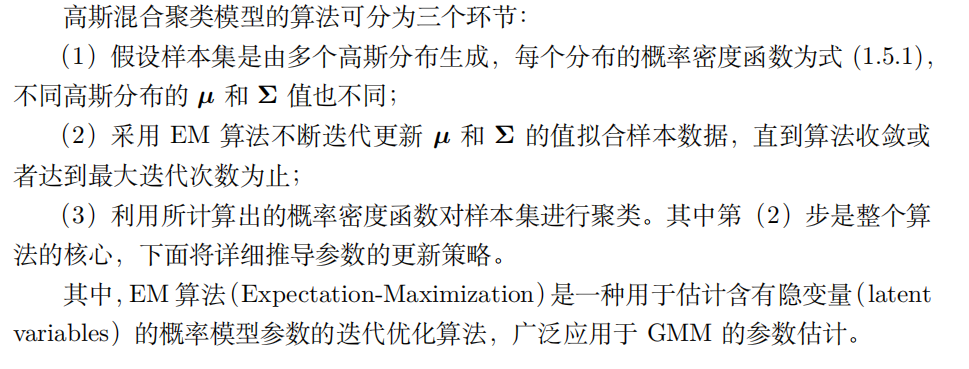 高斯混合聚类模型的算法可分为三个环节：
（1）假设样本集是由多个高斯分布生成，每个分布的概率密度函数为式 (1.5.1)，
不同高斯分布的 μ 和 Σ 值也不同；
（2）采用 EM 算法不断迭代更新 μ 和 Σ 的值拟合样本数据，直到算法收敛或
者达到最大迭代次数为止；
（3）利用所计算出的概率密度函数对样本集进行聚类。其中第（2）步是整个算
法的核心，下面将详细推导参数的更新策略。
其中，EM 算法（Expectation-Maximization）是一种用于估计含有隐变量（latent
variables）的概率模型参数的迭代优化算法，广泛应用于 GMM 的参数估计。